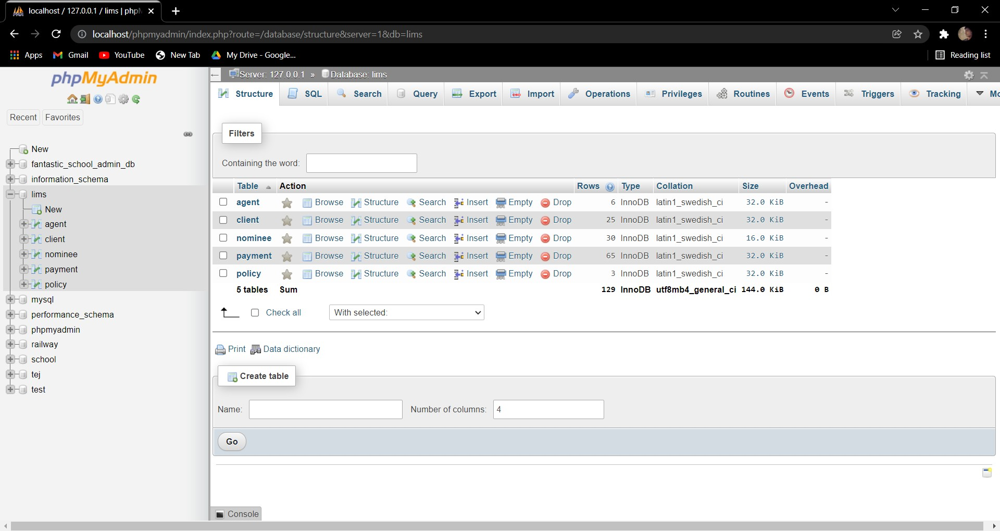 localhost / 127.0.0.1 / lims | phpM
localhost/phpmyadmin/index.php?route=/database/structure&server=1&db=lims
Apps Gmail YouTube New Tab My Drive - Google... Reading list
phpMyAdmin
Recent Favorites
New
fantastic_school_admin_db
information_schema
lims
New
agent
client
nominee
payment
policy
mysql
performance_schema
phpmyadmin
railway
school
tej
test
Server: 127.0.0.1 » Database: lims
Structure SQL Search Query Export Import Operations Privileges Routines Events Triggers Tracking Mo
Filters
Containing the word:
Table Action Rows Type Collation Size Overhead
agent Browse Structure Search Insert Empty Drop 6 InnoDB latin1_swedish_ci 32.0 KiB -
client Browse Structure Search Insert Empty Drop 25 InnoDB latin1_swedish_ci 32.0 KiB -
nominee Browse Structure Search Insert Empty Drop 30 InnoDB latin1_swedish_ci 16.0 KiB -
payment Browse Structure Search Insert Empty Drop 65 InnoDB latin1_swedish_ci 32.0 KiB -
policy Browse Structure Search Insert Empty Drop 3 InnoDB latin1_swedish_ci 32.0 KiB -
5 tables Sum 129 InnoDB utf8mb4_general_ci 144.0 KiB 0 B
Check all With selected:
Print Data dictionary
Create table
Name: Number of columns: 4
Go
Console